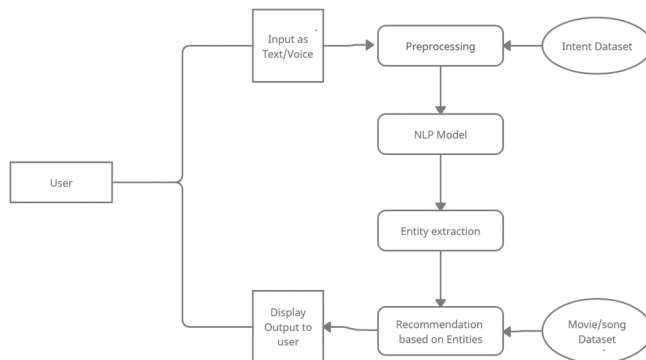 Input as
Text/Voice
Preprocessing
Intent Dataset
NLP Model
User
Entity extraction
Display
Output to
user
Recommendation
based on Entities
Movie/song
Dataset